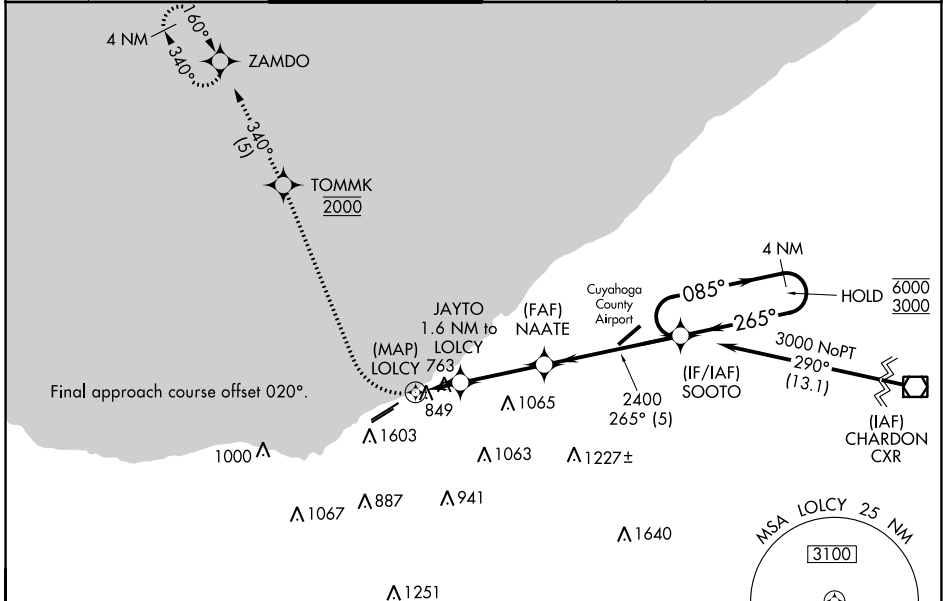 160°
4 NM
340°
ZAMDO
340°
(5)
TOMMK
2000
4 NM
085°
HOLD
6000
3000
265°
Cuyahoga
County
Airport
3000 NoPT
290°
(13.1)
(IF/IAF)
SOOTO
(IAF)
CHARDON
CXR
(FAF)
NAATE
2400
265° (5)
JAYTO
1.6 NM to
LOLCY
(MAP)
LOLCY
763
849
Final approach course offset 020°.
1065
1603
1000
1063
1227±
1067
887
941
1640
1251
MSA LOLCY 25 NM
3100